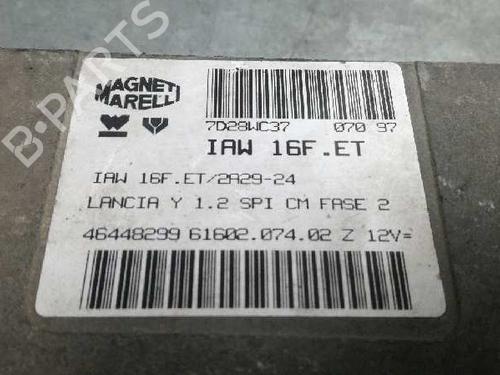 MAGNETI
MARELLI
7D28WC37 070 97
IAW 16F.ET
IAW 16F.ET/2A29-24
LANCIA Y 1.2 SPI CM FASE 2
46448299 61602.074.02 Z 12V=
B-PARTS